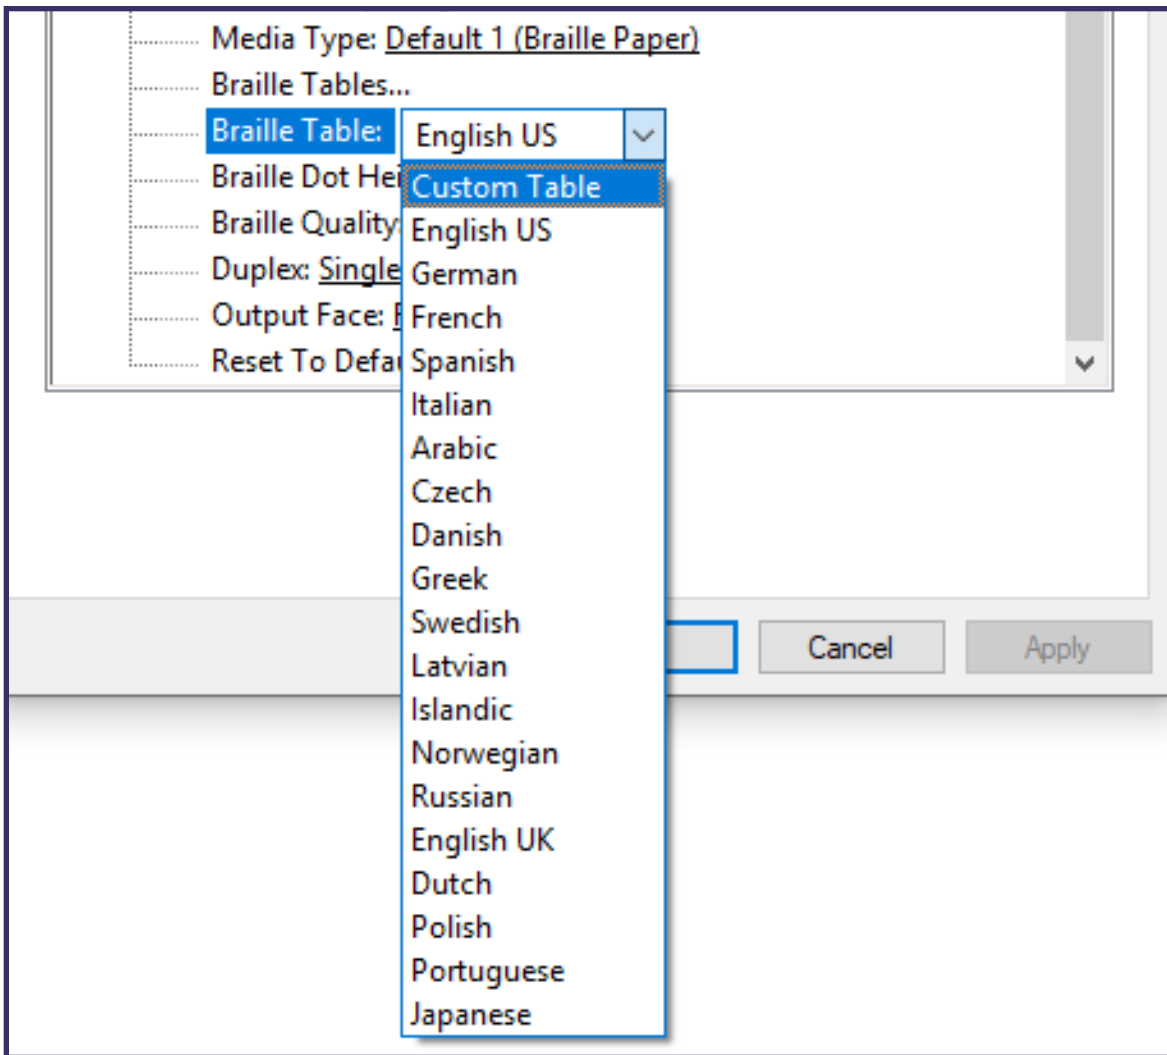 Media Type: Default 1 (Braille Paper)
Braille Tables...
Braille Table: English US
Braille Dot Hei
Braille Quality:
Duplex: Single
Output Face:
Reset To Defau
Custom Table
English US
German
French
Spanish
Italian
Arabic
Czech
Danish
Greek
Swedish
Latvian
Islandic
Norwegian
Russian
English UK
Dutch
Polish
Portuguese
Japanese
Cancel
Apply